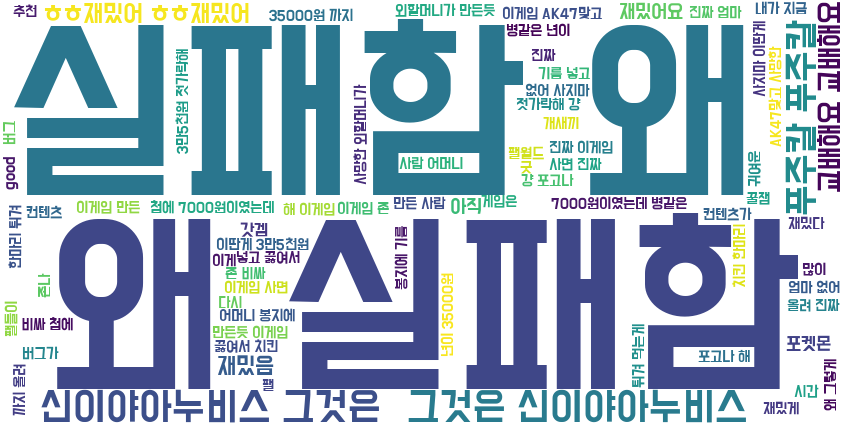 추천
ㅎㅎ재밌어 ㅎㅎ재밌어
35000원 까지
외할머니가 만든듯
이게임 AK47맞고
재밌어요
진짜 엄마
내가 지금
병같은 년이
실패함 왜
진짜
기름 넣고
없어 사지마
젓가락해 걍
개새끼
3만5천원 젓가락해
사망한 외할머니가
사람 어머니
팰월드
굿
진짜 이게임
사면 진짜
걍 포고나
사지마 이딴게
AK47맞고 사망한
푸주칼 푸주칼
교배해요 교배해요
귀여운
꿀잼
버그
good
한마리 튀겨
컨텐츠
이게임 만든
첨에 7000원이였는데
해 이게임
이게임 존
만든 사람
아직
게임은
7000원이였는데 병같은
컨텐츠가
재밌다
왜 실패함
갓겜
이딴게 3만5천원
이게
넣고 끓여서
존 비싸
이게임 사면
다시
어머니 봉지에
만든듯 이게임
끓여서 치킨
재밌음
팰
봉지에 기름
년이 35000원
치킨 한마리
많이
엄마 없어
올려 진짜
존나
팰들이
비싸 첨에
버그가
까지 올려
튀겨 먹는게
포고나 해
포켓몬
시간
왜 그렇게
재밌게
신이야아누비스 그것은
그것은 신이야아누비스